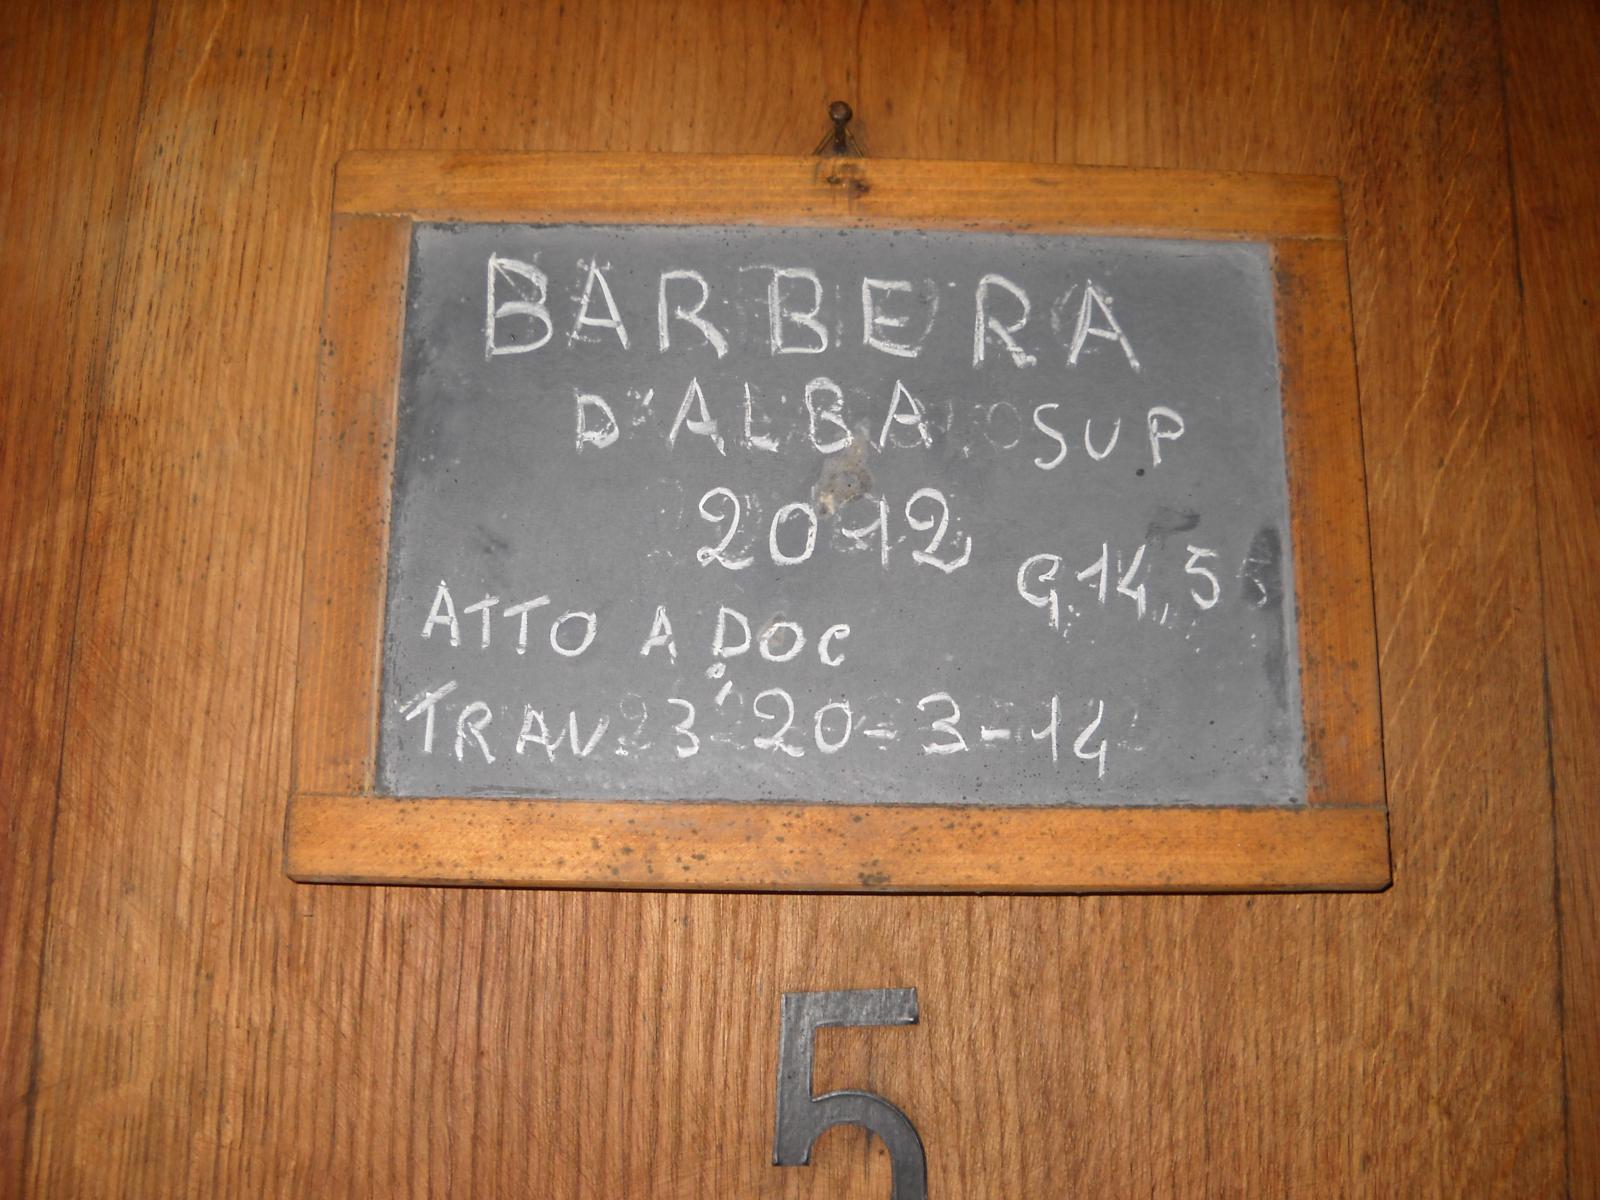 BARBERA
D'ALBA SUP
2012
G.14,5
ATTO A DOC
TRAV. 3° 20-3-14
5